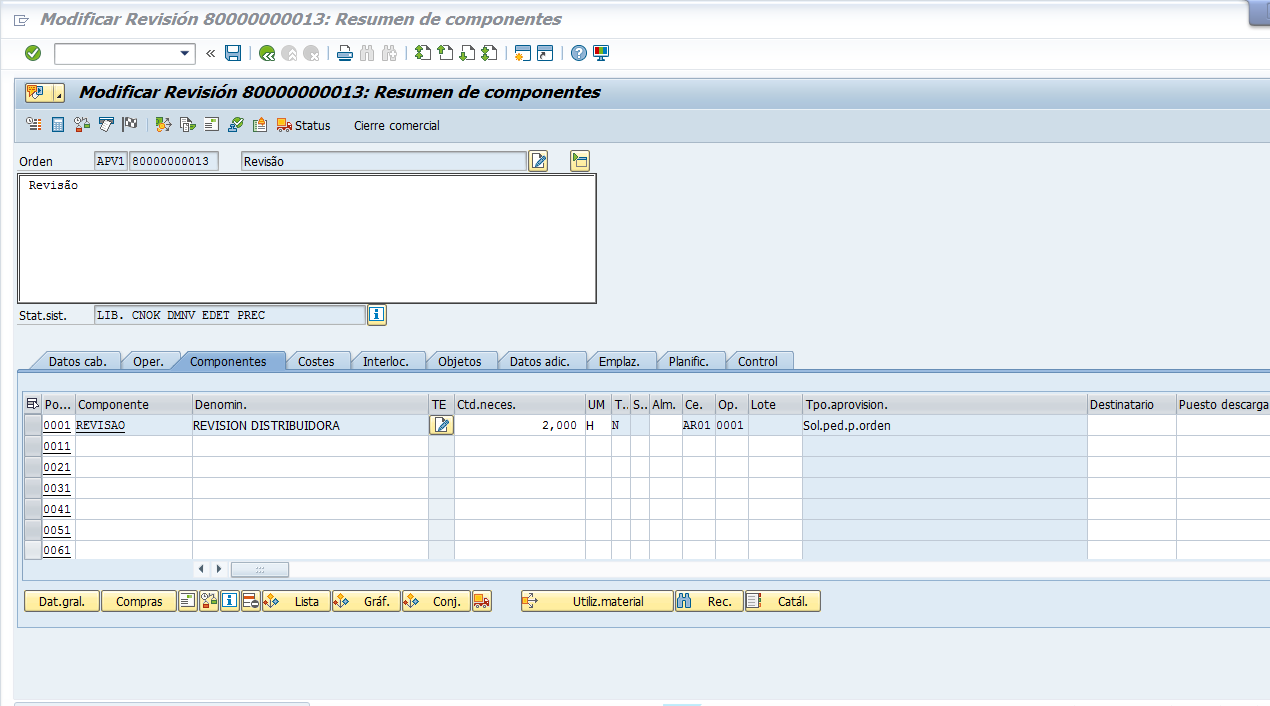 Modificar Revisión 80000000013: Resumen de componentes
Modificar Revisión 80000000013: Resumen de componentes
Status Cierre comercial
Orden APV1 80000000013 Revisão
Revisão
Stat.sist. LIB. CNOK DMNV EDET PREC
Datos cab. Oper. Componentes Costes Interloc. Objetos Datos adic. Emplaz. Planific. Control
Po... Componente Denomin. TE Ctd.neces. UM T.. S.. Alm. Ce. Op. Lote Tpo.aprovision. Destinatario Puesto descarga
0001 REVISAO REVISION DISTRIBUIDORA 2,000 H N AR01 0001 Sol.ped.p.orden
0011
0021
0031
0041
0051
0061
Dat.gral. Compras Lista Gráf. Conj. Utiliz.material Rec. Catál.